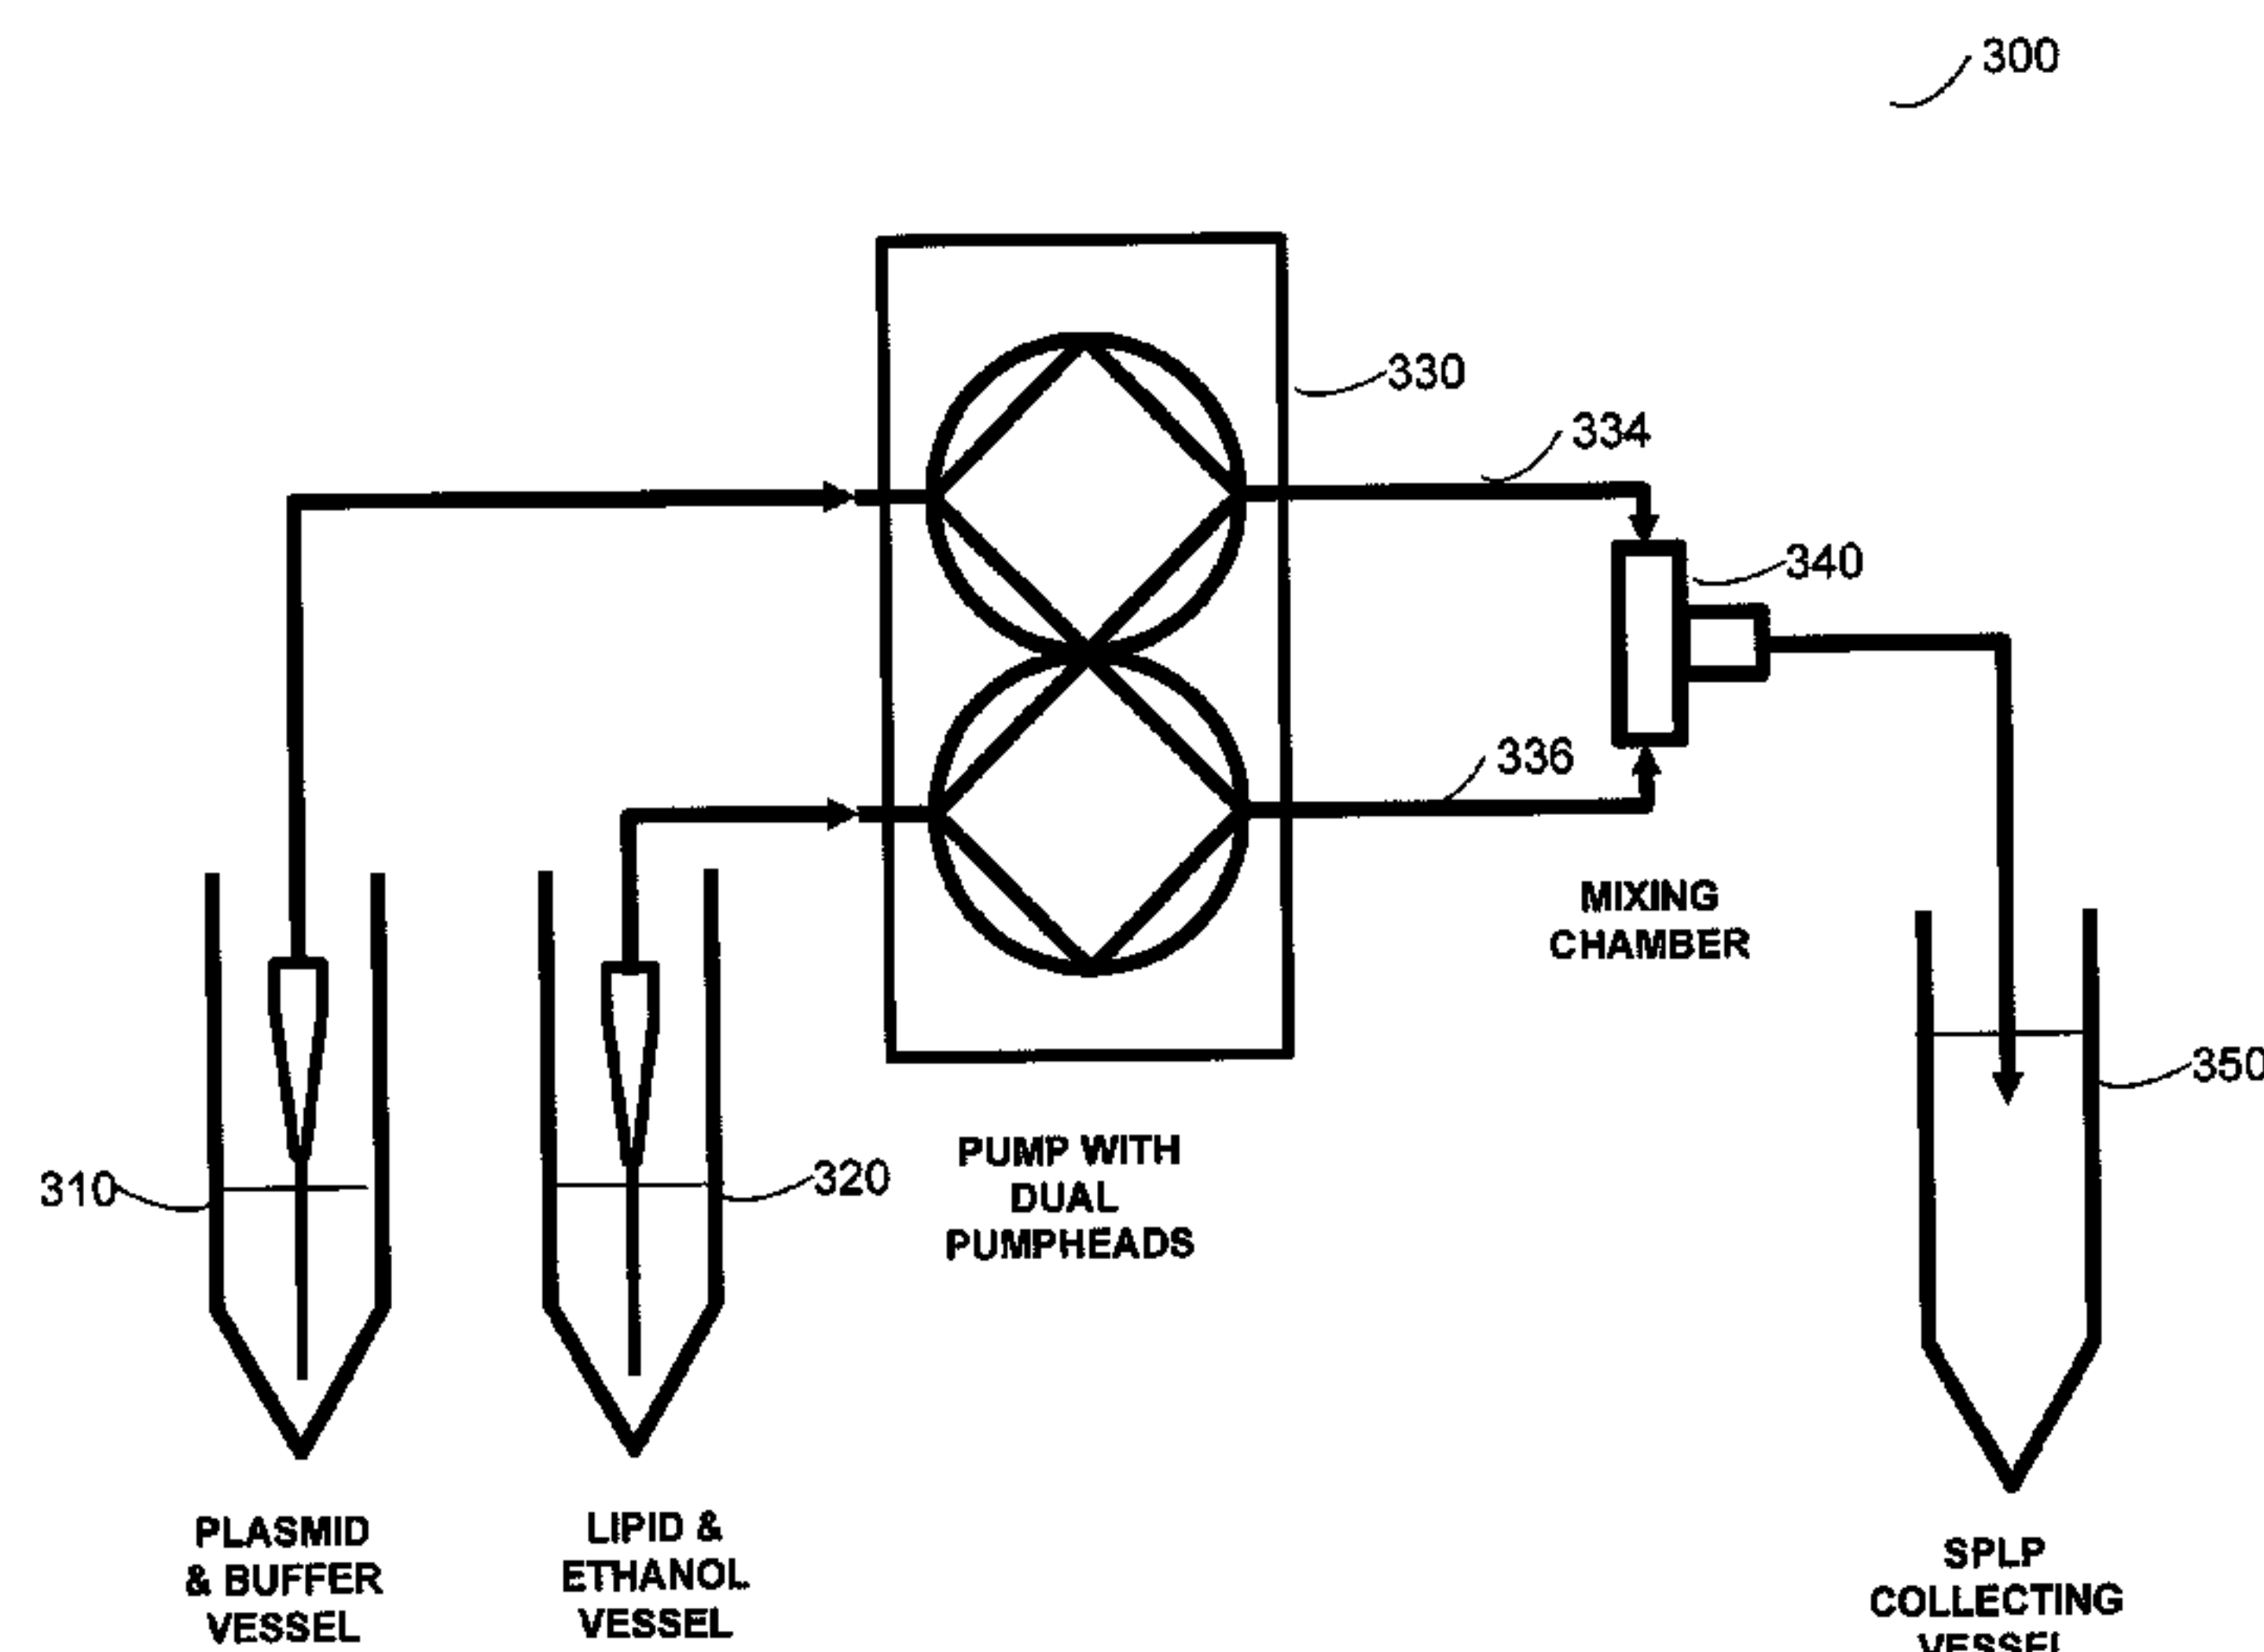 300
330
334
340
336
MIXING
CHAMBER
350
310
320
PUMP WITH
DUAL
PUMPHEADS
PLASMID
& BUFFER
VESSEL
LIPID &
ETHANOL
VESSEL
SPLP
COLLECTING
VESSEL